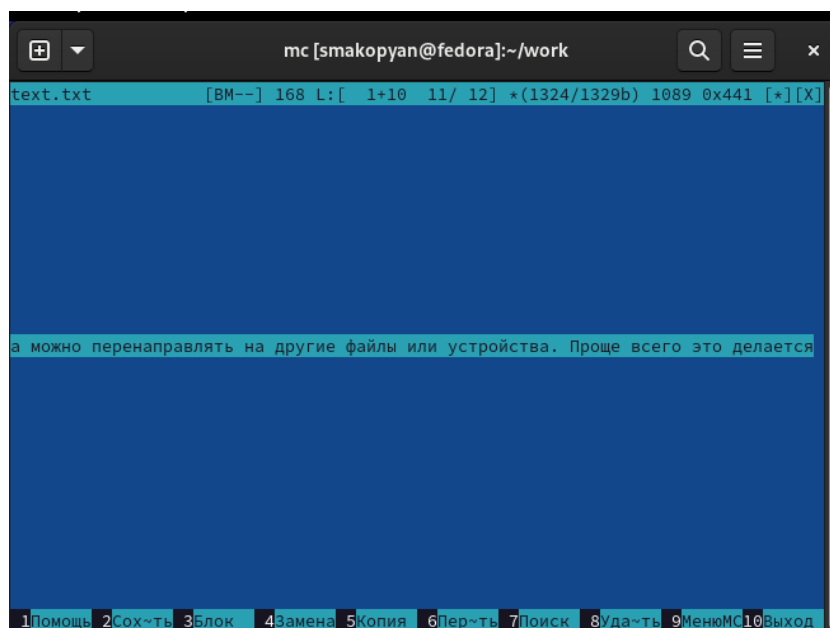 mc [smakopyan@fedora]:~/work
text.txt [BM--] 168 L:[ 1+10 11/ 12] *(1324/1329b) 1089 0x441 [*][X]
а можно перенаправлять на другие файлы или устройства. Проще всего это делается
1Помощь 2Сох~ть 3Блок 4Замена 5Копия 6Пер~ть 7Поиск 8Уда~ть 9МенюМС10Выход